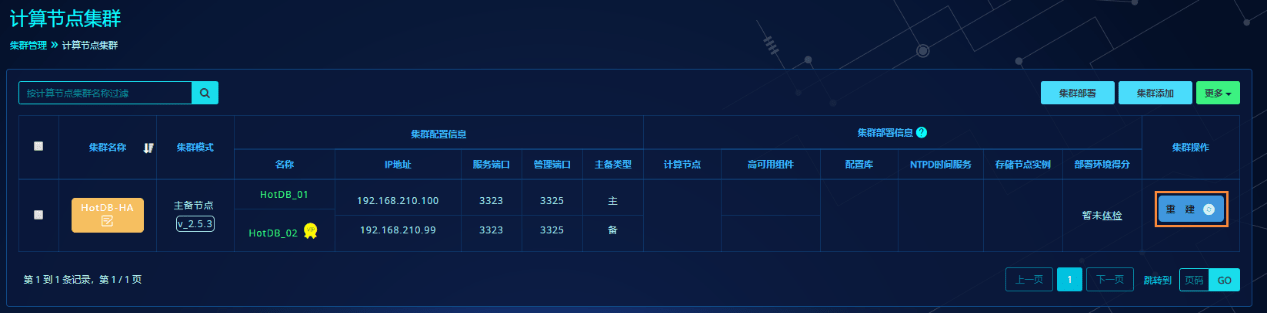 计算节点集群
集群管理 » 计算节点集群
按计算节点集群名称过滤
集群部署 集群添加 更多
集群名称 集群模式 集群配置信息 集群部署信息 ? 集群操作
名称 IP地址 服务端口 管理端口 主备类型 计算节点 高可用组件 配置库 NTPD时间服务 存储节点实例 部署环境得分
HotDB-HA 主备节点 v_2.5.3 HotDB_01 192.168.210.100 3323 3325 主 暂未体检 重 建
HotDB_02 192.168.210.99 3323 3325 备
第 1 到 1 条记录，第 1 / 1 页
上一页 1 下一页 跳转到 页码 GO